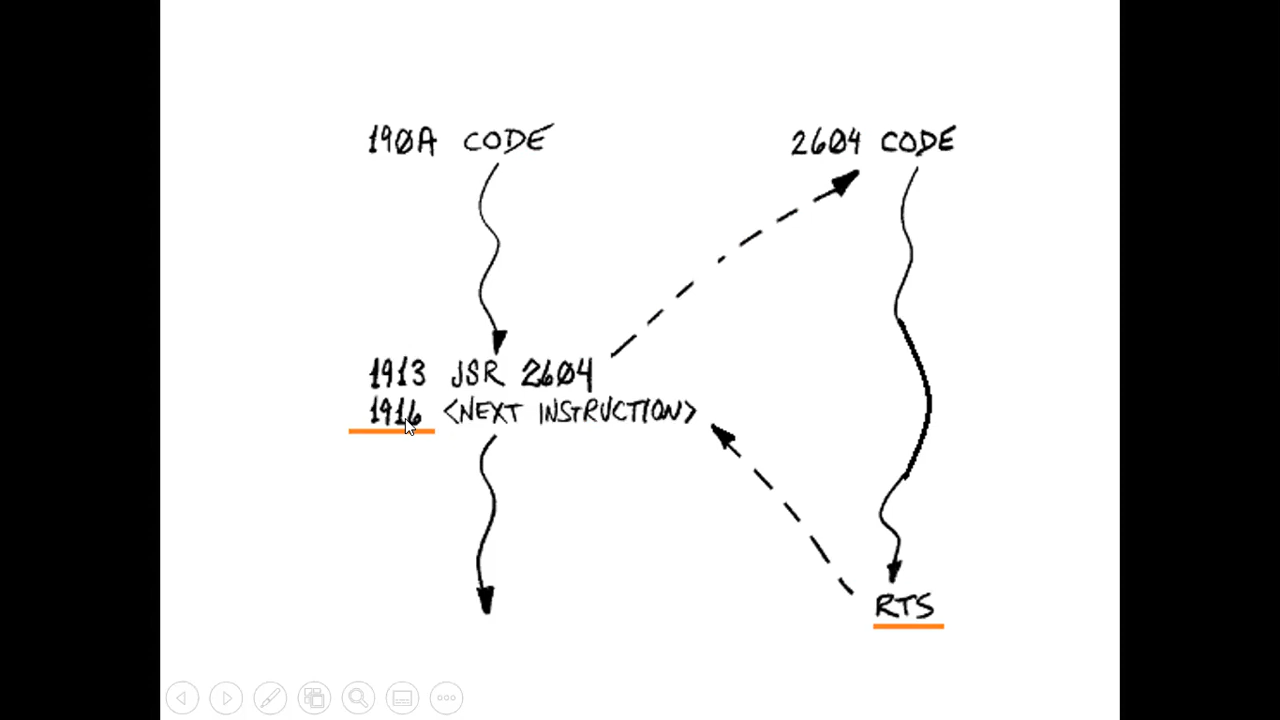 190A CODE
2604 CODE
1913 JSR 2604
1916 <NEXT INSTRUCTION>
RTS